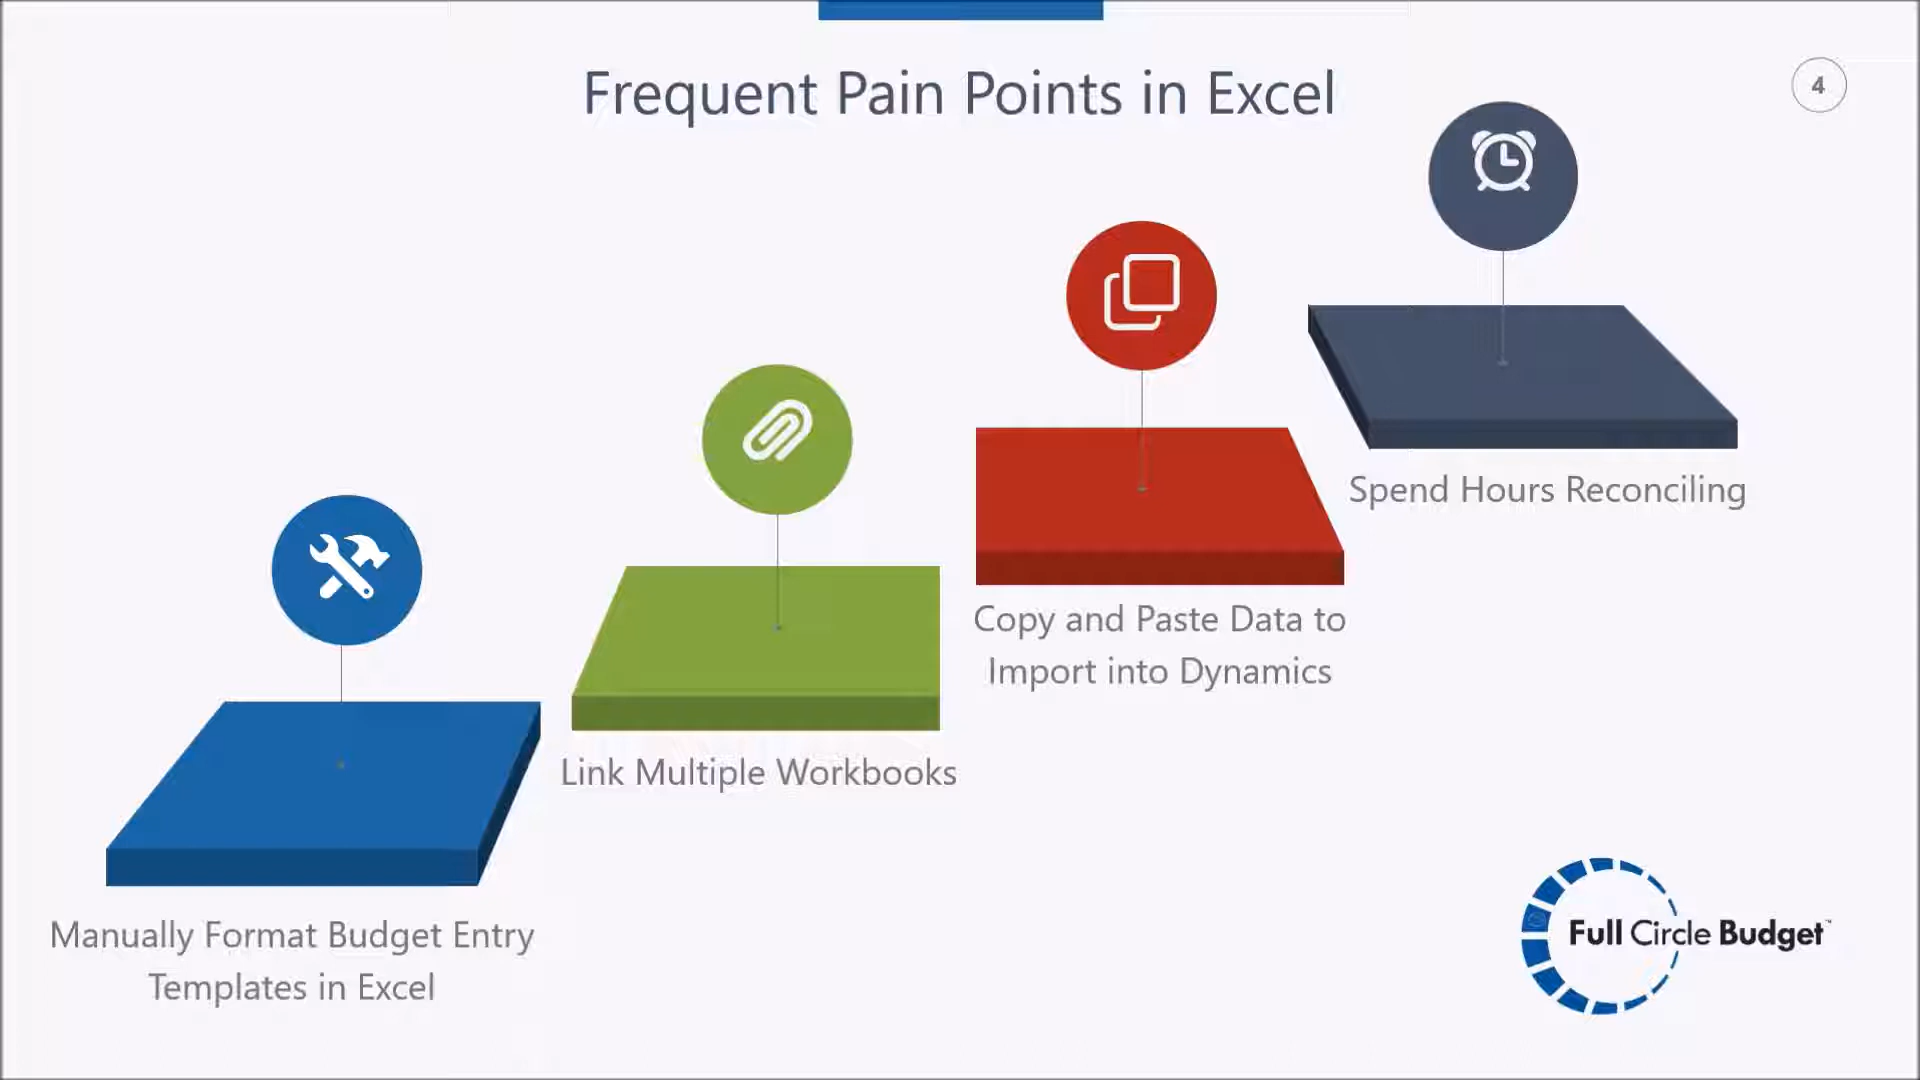 Frequent Pain Points in Excel
4
Spend Hours Reconciling
Copy and Paste Data to
Import into Dynamics
Link Multiple Workbooks
Manually Format Budget Entry
Templates in Excel
Full Circle Budget™